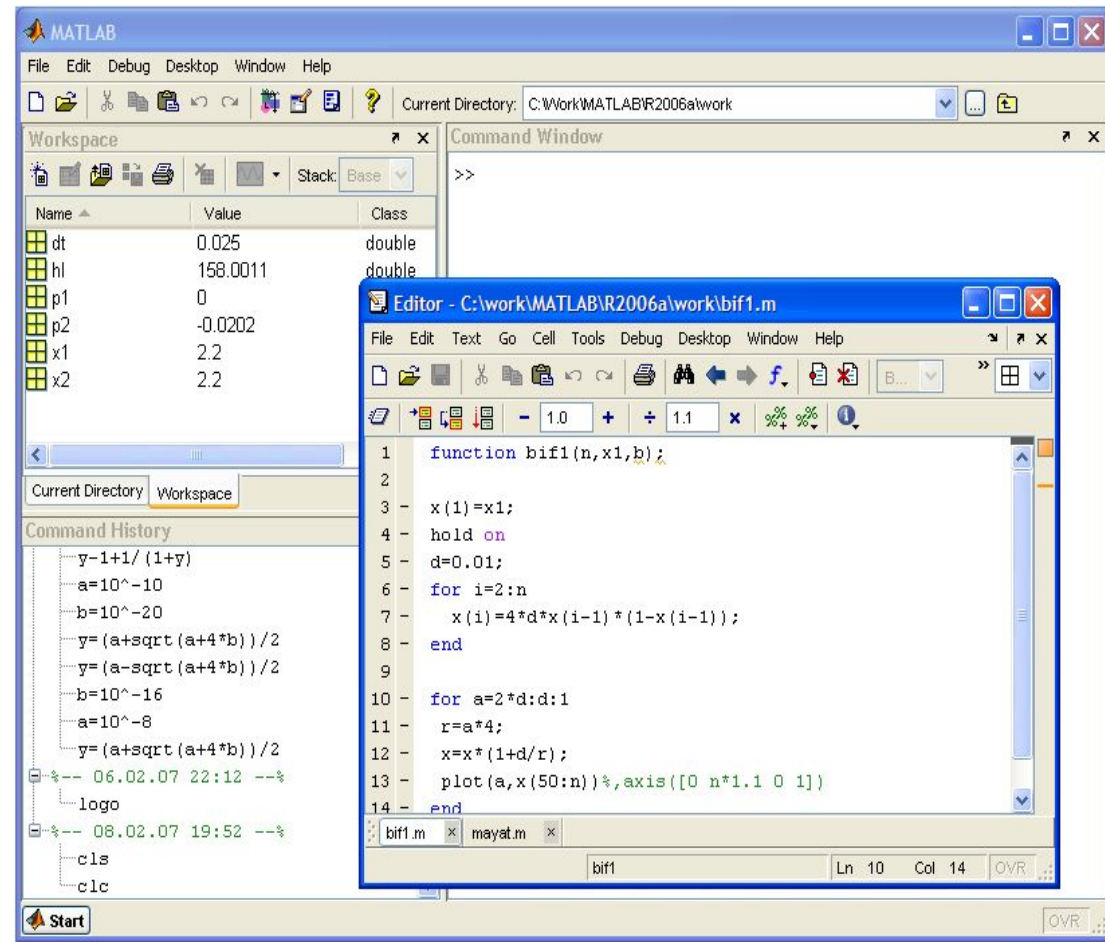 MATLAB
File Edit Debug Desktop Window Help
Current Directory: C:\Work\MATLAB\R2006a\work
Workspace
Stack: Base
Name Value Class
dt 0.025 double
hl 158.0011 double
p1 0
p2 -0.0202
x1 2.2
x2 2.2
Current Directory Workspace
Command History
y-1+1/(1+y)
a=10^-10
b=10^-20
y=(a+sqrt(a+4*b))/2
y=(a-sqrt(a+4*b))/2
b=10^-16
a=10^-8
y=(a+sqrt(a+4*b))/2
%-- 06.02.07 22:12 --%
logo
%-- 08.02.07 19:52 --%
cls
clc
Start
Command Window
>>
Editor - C:\work\MATLAB\R2006a\work\bif1.m
File Edit Text Go Cell Tools Debug Desktop Window Help
B...
- 1.0 + ÷ 1.1 ×
1 function bif1(n,x1,b);
2
3 - x(1)=x1;
4 - hold on
5 - d=0.01;
6 - for i=2:n
7 - x(i)=4*d*x(i-1)*(1-x(i-1));
8 - end
9
10 - for a=2*d:d:1
11 - r=a*4;
12 - x=x*(1+d/r);
13 - plot(a,x(50:n))%,axis([0 n*1.1 0 1])
14 - end
bif1.m × mayat.m ×
bif1 Ln 10 Col 14 OVR
OVR